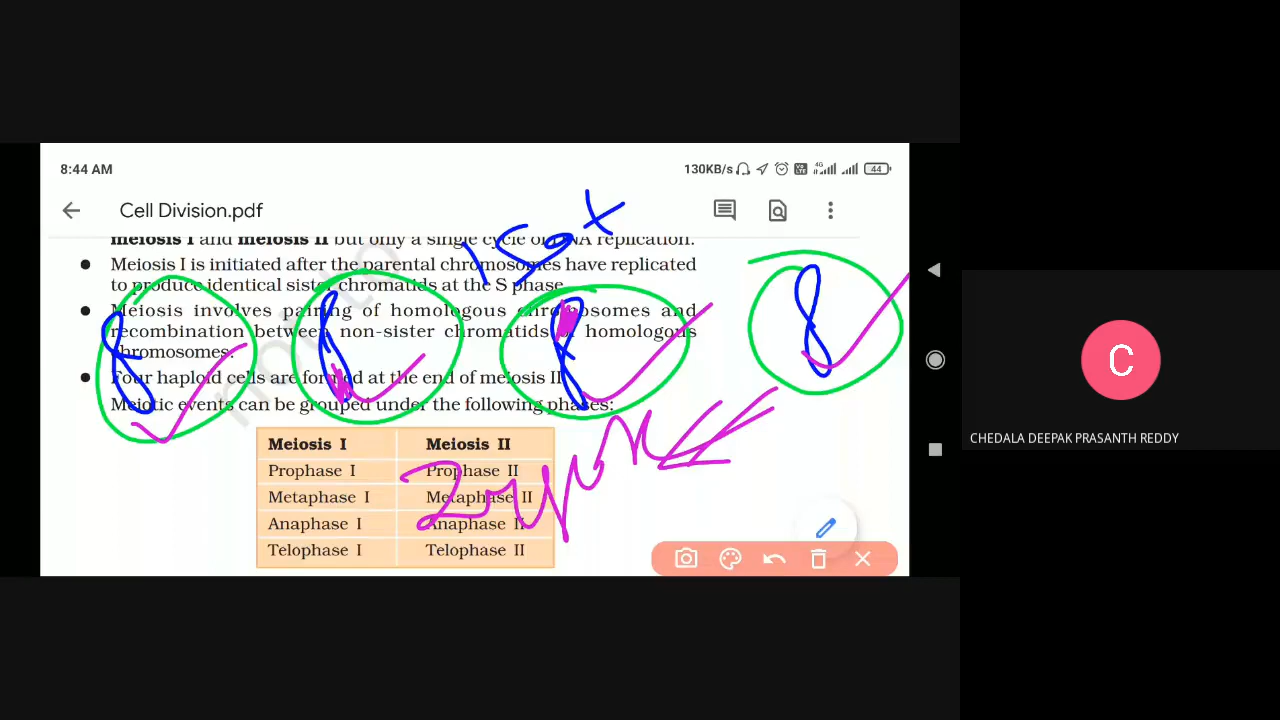 8:44 AM
130KB/s
4G
44
Cell Division.pdf
meiosis I and meiosis II but only a single cycle of DNA replication.
● Meiosis I is initiated after the parental chromosomes have replicated
to produce identical sister chromatids at the S phase.
● Meiosis involves pairing of homologous chromosomes and
recombination between non-sister chromatids of homologous
chromosomes.
● Four haploid cells are formed at the end of meiosis II.
Meiotic events can be grouped under the following phases:
Meiosis I Meiosis II
Prophase I Prophase II
Metaphase I Metaphase II
Anaphase I Anaphase II
Telophase I Telophase II
C
CHEDALA DEEPAK PRASANTH REDDY